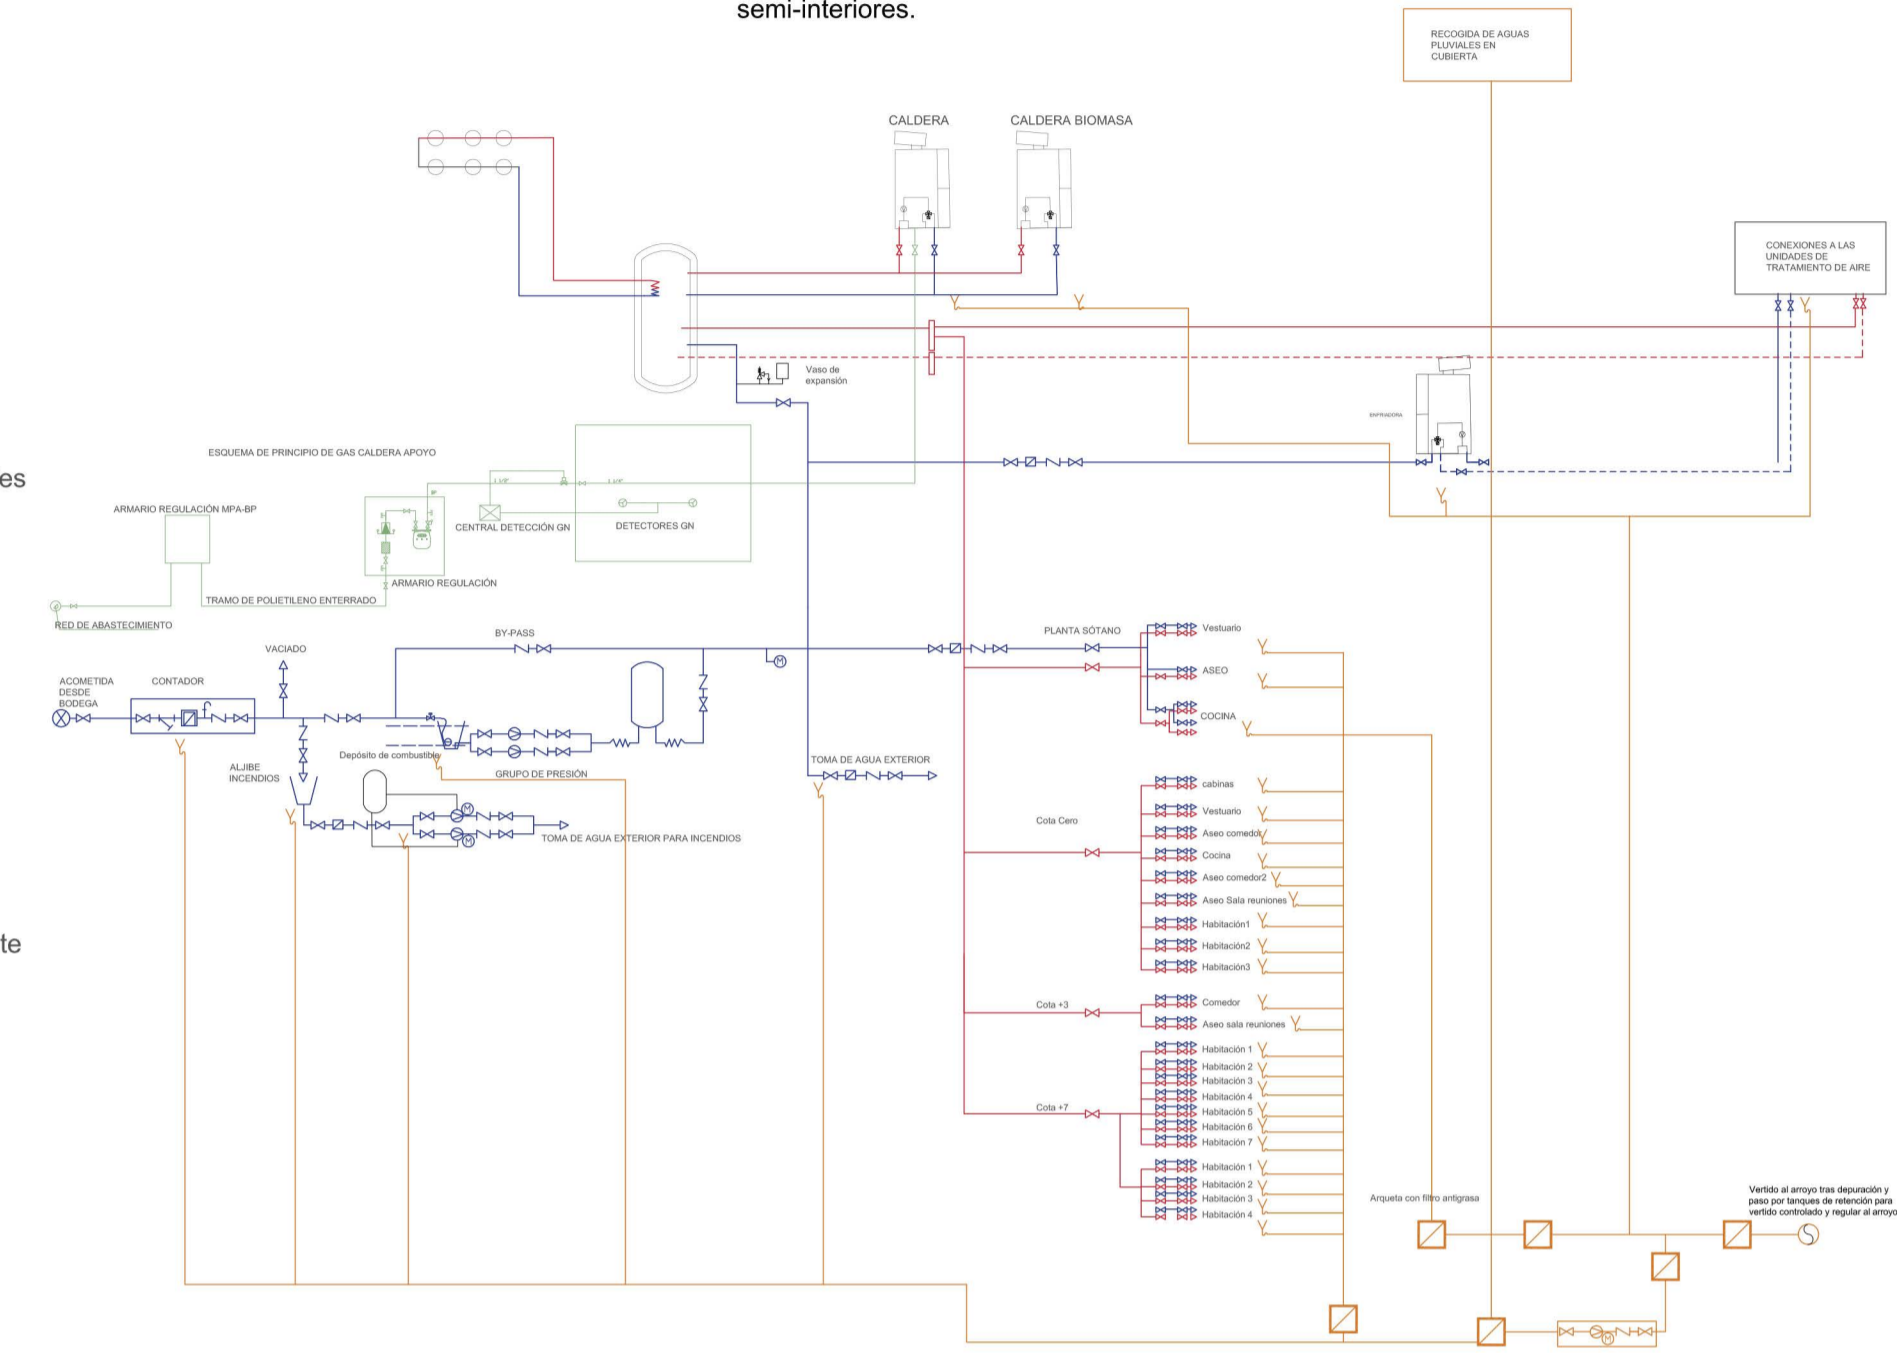 semi-interiores.
RECOGIDA DE AGUAS
PLUVIALES EN
CUBIERTA
CALDERA
CALDERA BIOMASA
CONEXIONES A LAS
UNIDADES DE
TRATAMIENTO DE AIRE
Vaso de
expansión
ENFRIADORA
ESQUEMA DE PRINCIPIO DE GAS CALDERA APOYO
es
ARMARIO REGULACIÓN MPA-BP
CENTRAL DETECCIÓN GN
DETECTORES GN
ARMARIO REGULACIÓN
TRAMO DE POLIETILENO ENTERRADO
RED DE ABASTECIMIENTO
BY-PASS
PLANTA SÓTANO
Vestuario
VACIADO
ASEO
ACOMETIDA
DESDE
BODEGA
CONTADOR
COCINA
M
Depósito de combustible
ALJIBE
INCENDIOS
GRUPO DE PRESIÓN
TOMA DE AGUA EXTERIOR
M
M
TOMA DE AGUA EXTERIOR PARA INCENDIOS
cabinas
Vestuario
Cota Cero
Aseo comedor
Cocina
Aseo comedor2
Aseo Sala reuniones
Habitación1
te
Habitación2
Habitación3
Cota +3
Comedor
Aseo sala reuniones
Habitación 1
Habitación 2
Habitación 3
Habitación 4
Cota +7
Habitación 5
Habitación 6
Habitación 7
Habitación 1
Habitación 2
Habitación 3
Habitación 4
Arqueta con filtro antigrasa
Vertido al arroyo tras depuración y
paso por tanques de retención para
vertido controlado y regular al arroyo
M